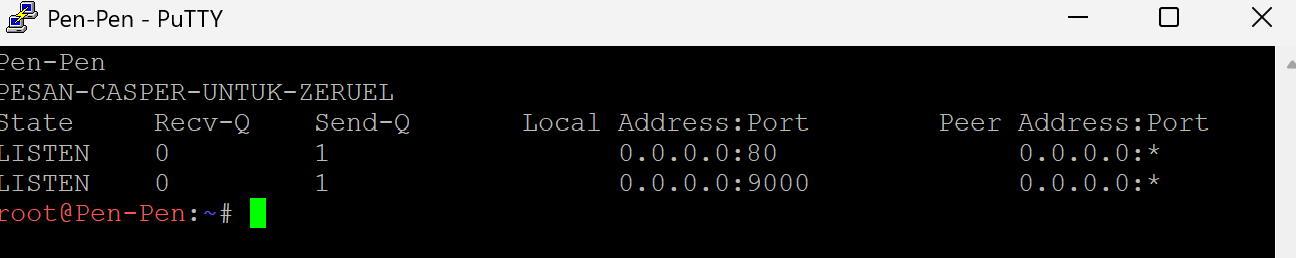 Pen-Pen - PuTTY
Pen-Pen
PESAN-CASPER-UNTUK-ZERUEL
State Recv-Q Send-Q Local Address:Port Peer Address:Port
LISTEN 0 1 0.0.0.0:80 0.0.0.0:*
LISTEN 0 1 0.0.0.0:9000 0.0.0.0:*
root@Pen-Pen:~#